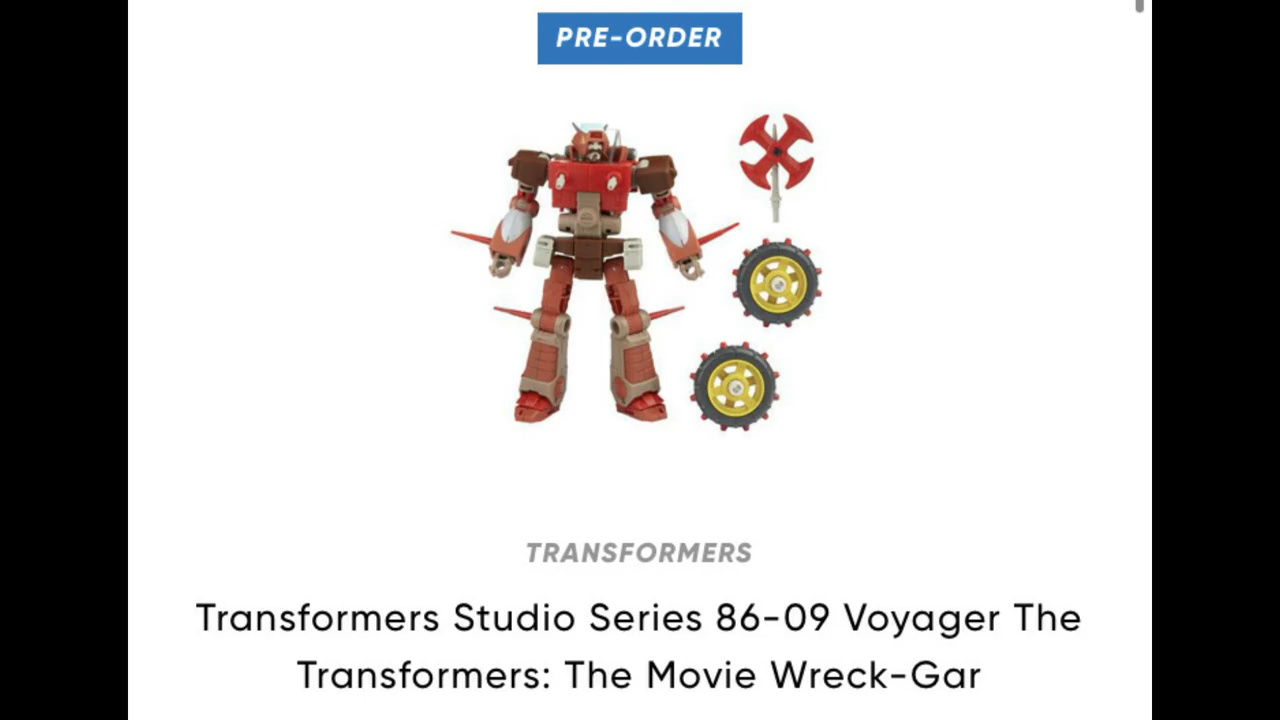 PRE-ORDER
TRANSFORMERS
Transformers Studio Series 86-09 Voyager The
Transformers: The Movie Wreck-Gar